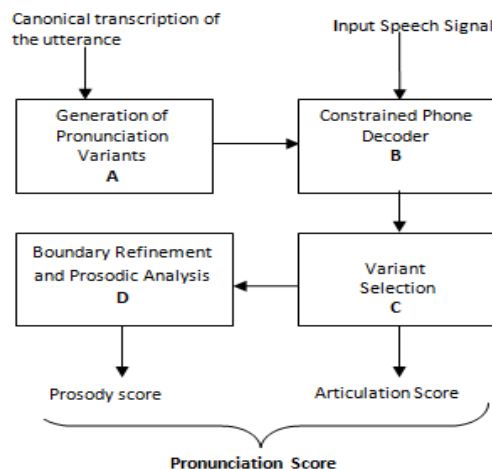 Canonical transcription of
the utterance
Input Speech Signal
Generation of
Pronunciation
Variants
A
Constrained Phone
Decoder
B
Boundary Refinement
and Prosodic Analysis
D
Variant
Selection
C
Prosody score
Articulation Score
Pronunciation Score